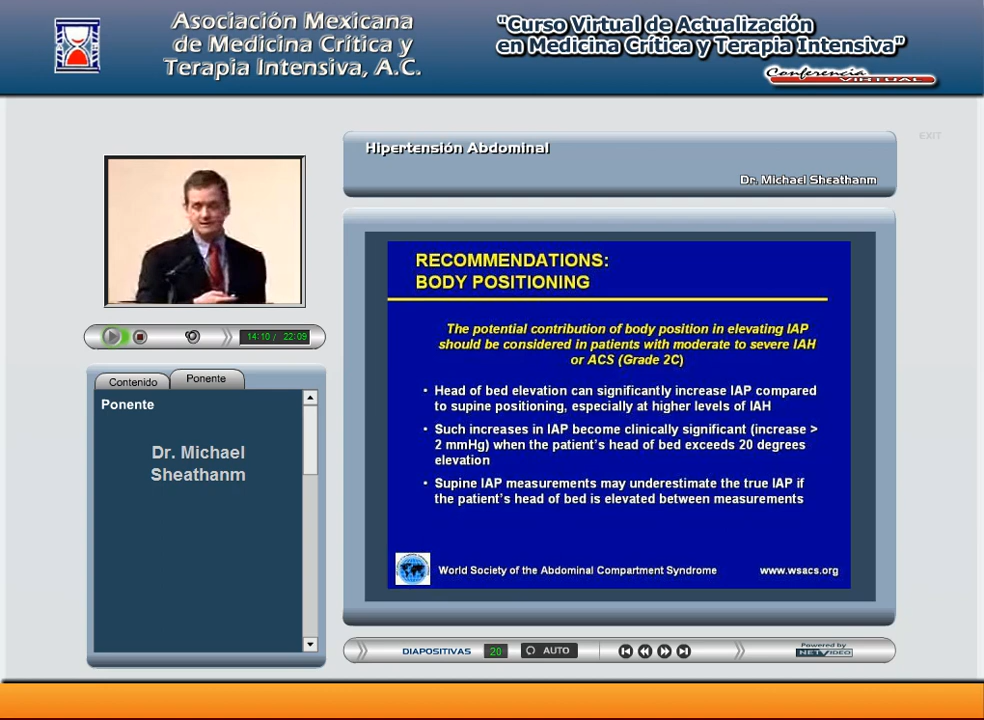 Asociación Mexicana
de Medicina Crítica y
Terapia Intensiva, A.C.
"Curso Virtual de Actualización
en Medicina Crítica y Terapia Intensiva"
Conferencia
VIRTUAL
EXIT
Hipertensión Abdominal
Dr. Michael Sheathanm
14:10 / 22:09
Contenido
Ponente
Ponente
Dr. Michael
Sheathanm
RECOMMENDATIONS:
BODY POSITIONING
The potential contribution of body position in elevating IAP
should be considered in patients with moderate to severe IAH
or ACS (Grade 2C)
• Head of bed elevation can significantly increase IAP compared
to supine positioning, especially at higher levels of IAH
• Such increases in IAP become clinically significant (increase >
2 mmHg) when the patient's head of bed exceeds 20 degrees
elevation
• Supine IAP measurements may underestimate the true IAP if
the patient's head of bed is elevated between measurements
World Society of the Abdominal Compartment Syndrome
www.wsacs.org
DIAPOSITIVAS
20
AUTO
Powered by
NETVIDEO